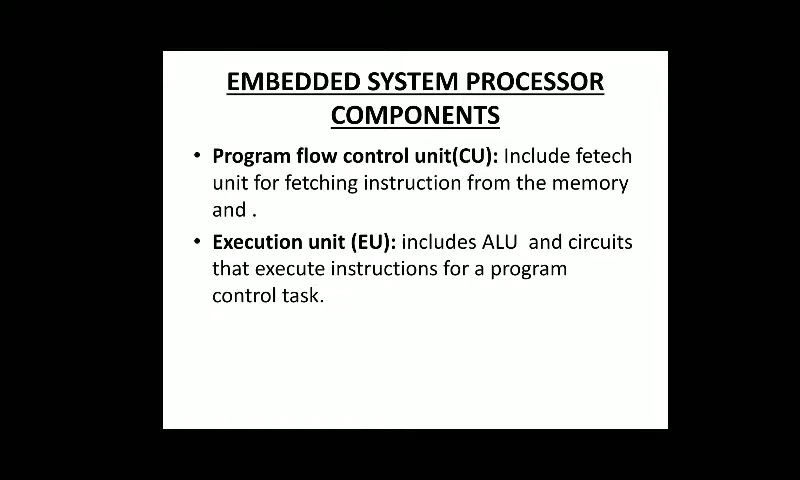 EMBEDDED SYSTEM PROCESSOR
COMPONENTS
• Program flow control unit(CU): Include fetech
unit for fetching instruction from the memory
and .
• Execution unit (EU): includes ALU and circuits
that execute instructions for a program
control task.